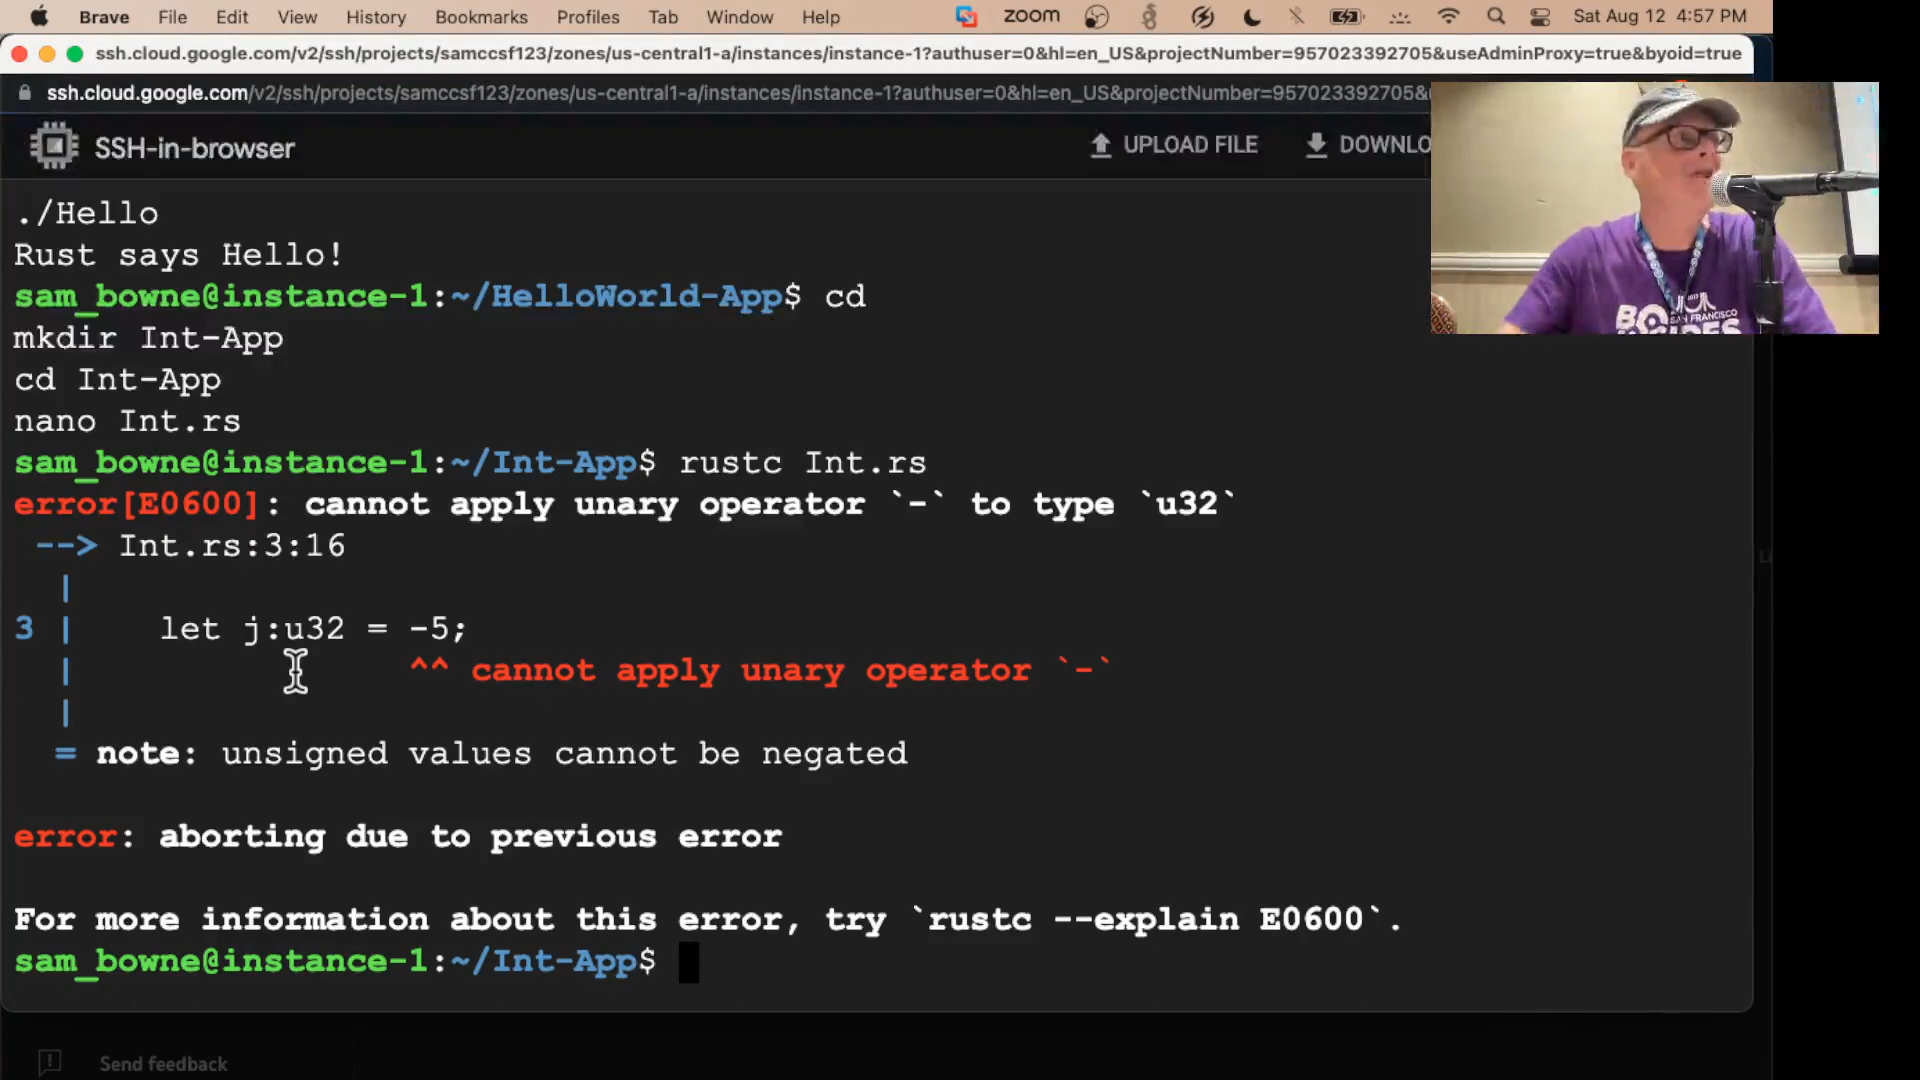 Brave File Edit View History Bookmarks Profiles Tab Window Help zoom Sat Aug 12 4:57 PM
ssh.cloud.google.com/v2/ssh/projects/samccsf123/zones/us-central1-a/instances/instance-1?authuser=0&hl=en_US&projectNumber=957023392705&useAdminProxy=true&byoid=true
ssh.cloud.google.com/v2/ssh/projects/samccsf123/zones/us-central1-a/instances/instance-1?authuser=0&hl=en_US&projectNumber=957023392705&u
SSH-in-browser UPLOAD FILE DOWNLO
./Hello
Rust says Hello!
sam_bowne@instance-1:~/HelloWorld-App$ cd
mkdir Int-App
cd Int-App
nano Int.rs
sam_bowne@instance-1:~/Int-App$ rustc Int.rs
error[E0600]: cannot apply unary operator `-` to type `u32`
--> Int.rs:3:16
|
3 | let j:u32 = -5;
| ^^ cannot apply unary operator `-`
|
= note: unsigned values cannot be negated
error: aborting due to previous error
For more information about this error, try `rustc --explain E0600`.
sam_bowne@instance-1:~/Int-App$
Send feedback
SAN FRANCISCO